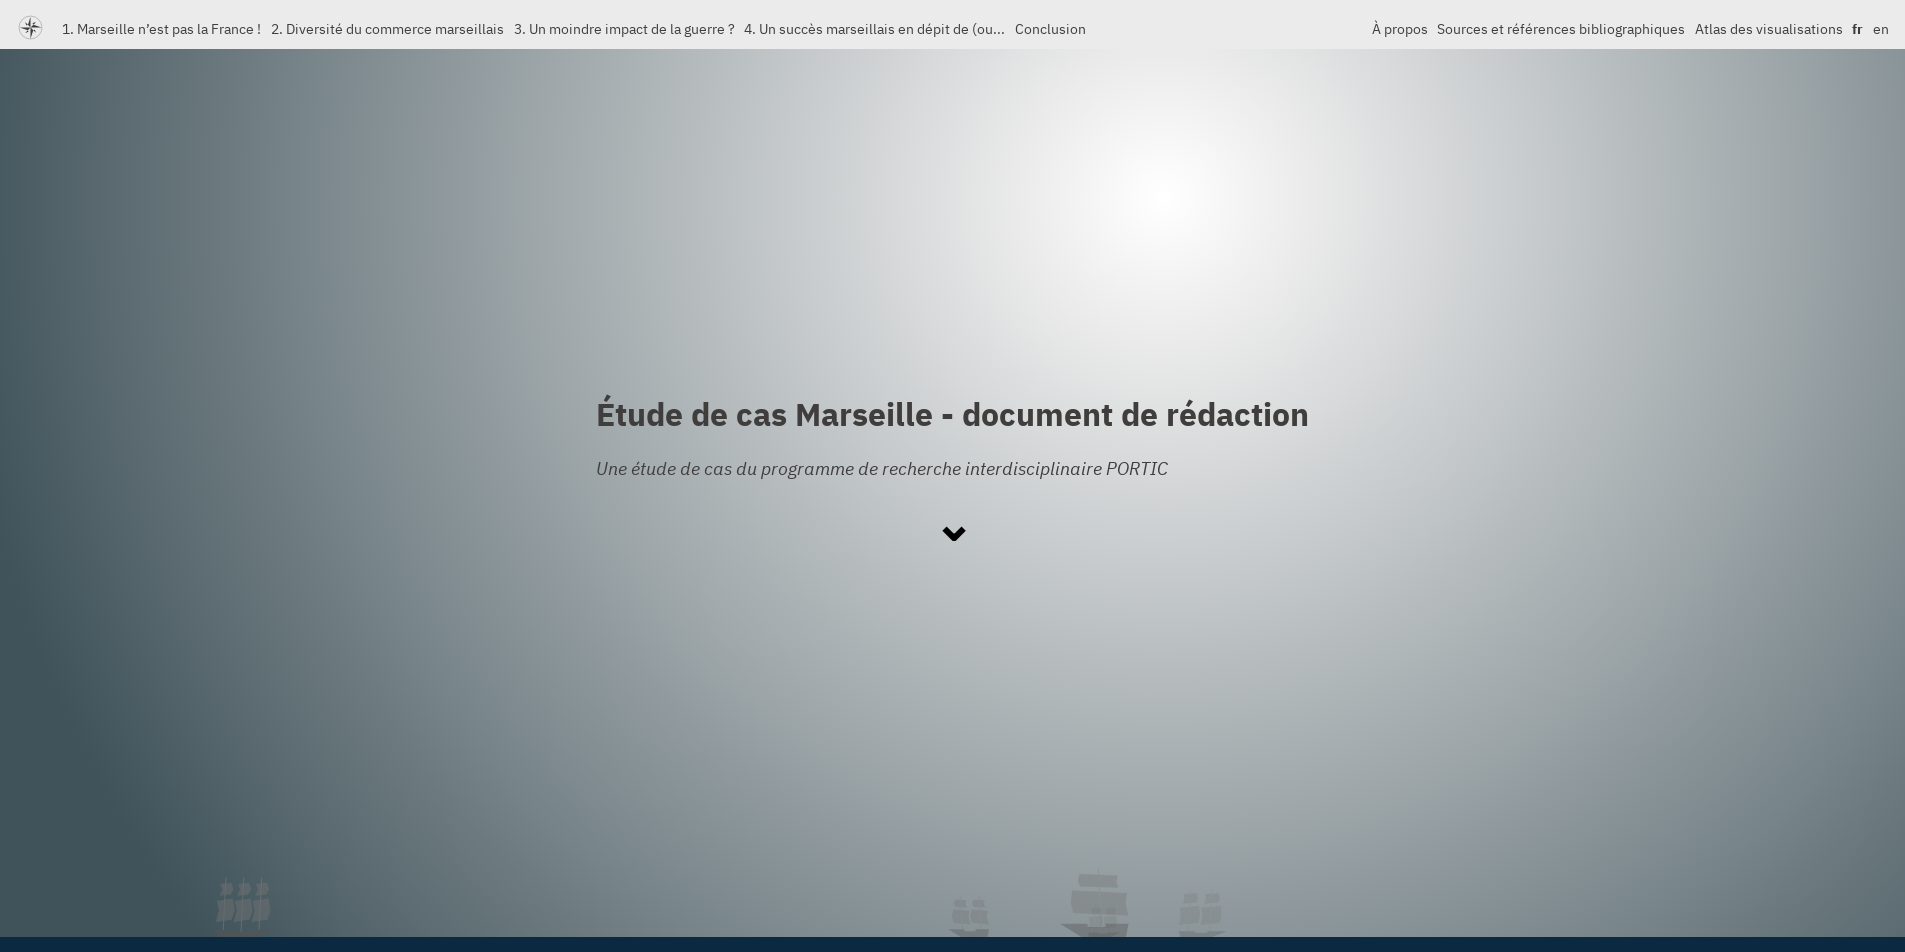 1. Marseille n’est pas la France ! 2. Diversité du commerce marseillais 3. Un moindre impact de la guerre ? 4. Un succès marseillais en dépit de (ou... Conclusion À propos Sources et références bibliographiques Atlas des visualisations fr en
Étude de cas Marseille - document de rédaction
Une étude de cas du programme de recherche interdisciplinaire PORTIC